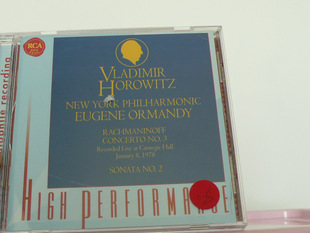 RCA
VLADIMIR
HOROWITZ
NEW YORK PHILHARMONIC
EUGENE ORMANDY
RACHMANINOFF
CONCERTO NO. 3
Recorded Live at Carnegie Hall
January 8, 1978
SONATA NO. 2
HIGH PERFORMANCE
recording